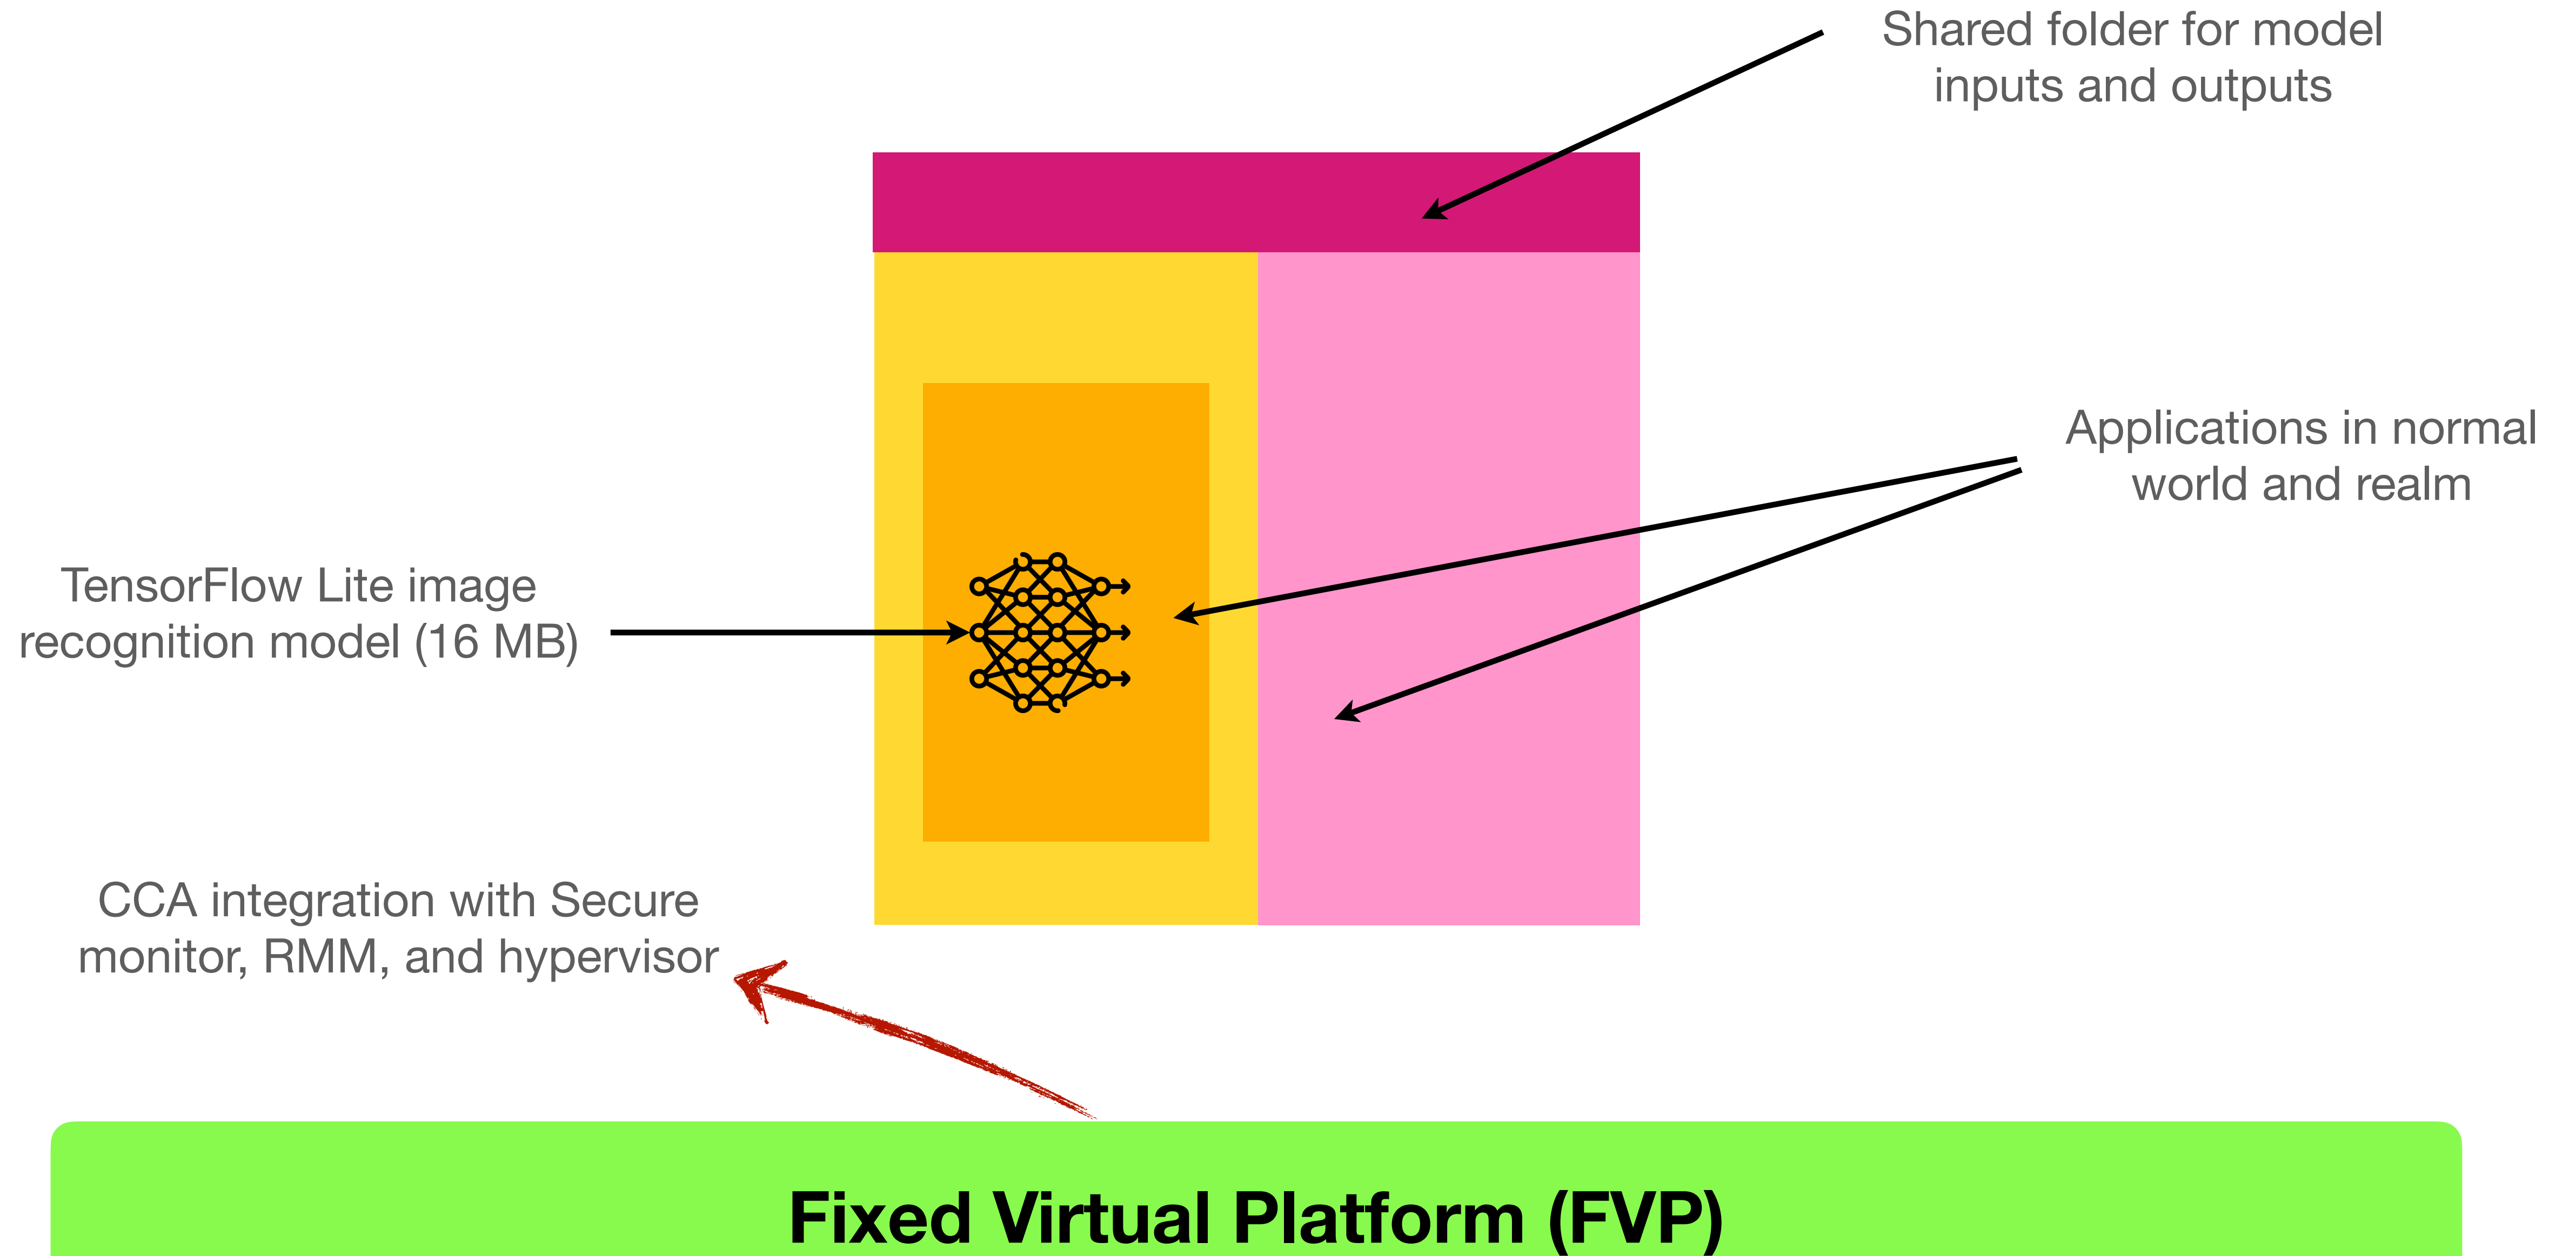 Shared folder for model
inputs and outputs
Applications in normal
world and realm
TensorFlow Lite image
recognition model (16 MB)
CCA integration with Secure
monitor, RMM, and hypervisor
Fixed Virtual Platform (FVP)